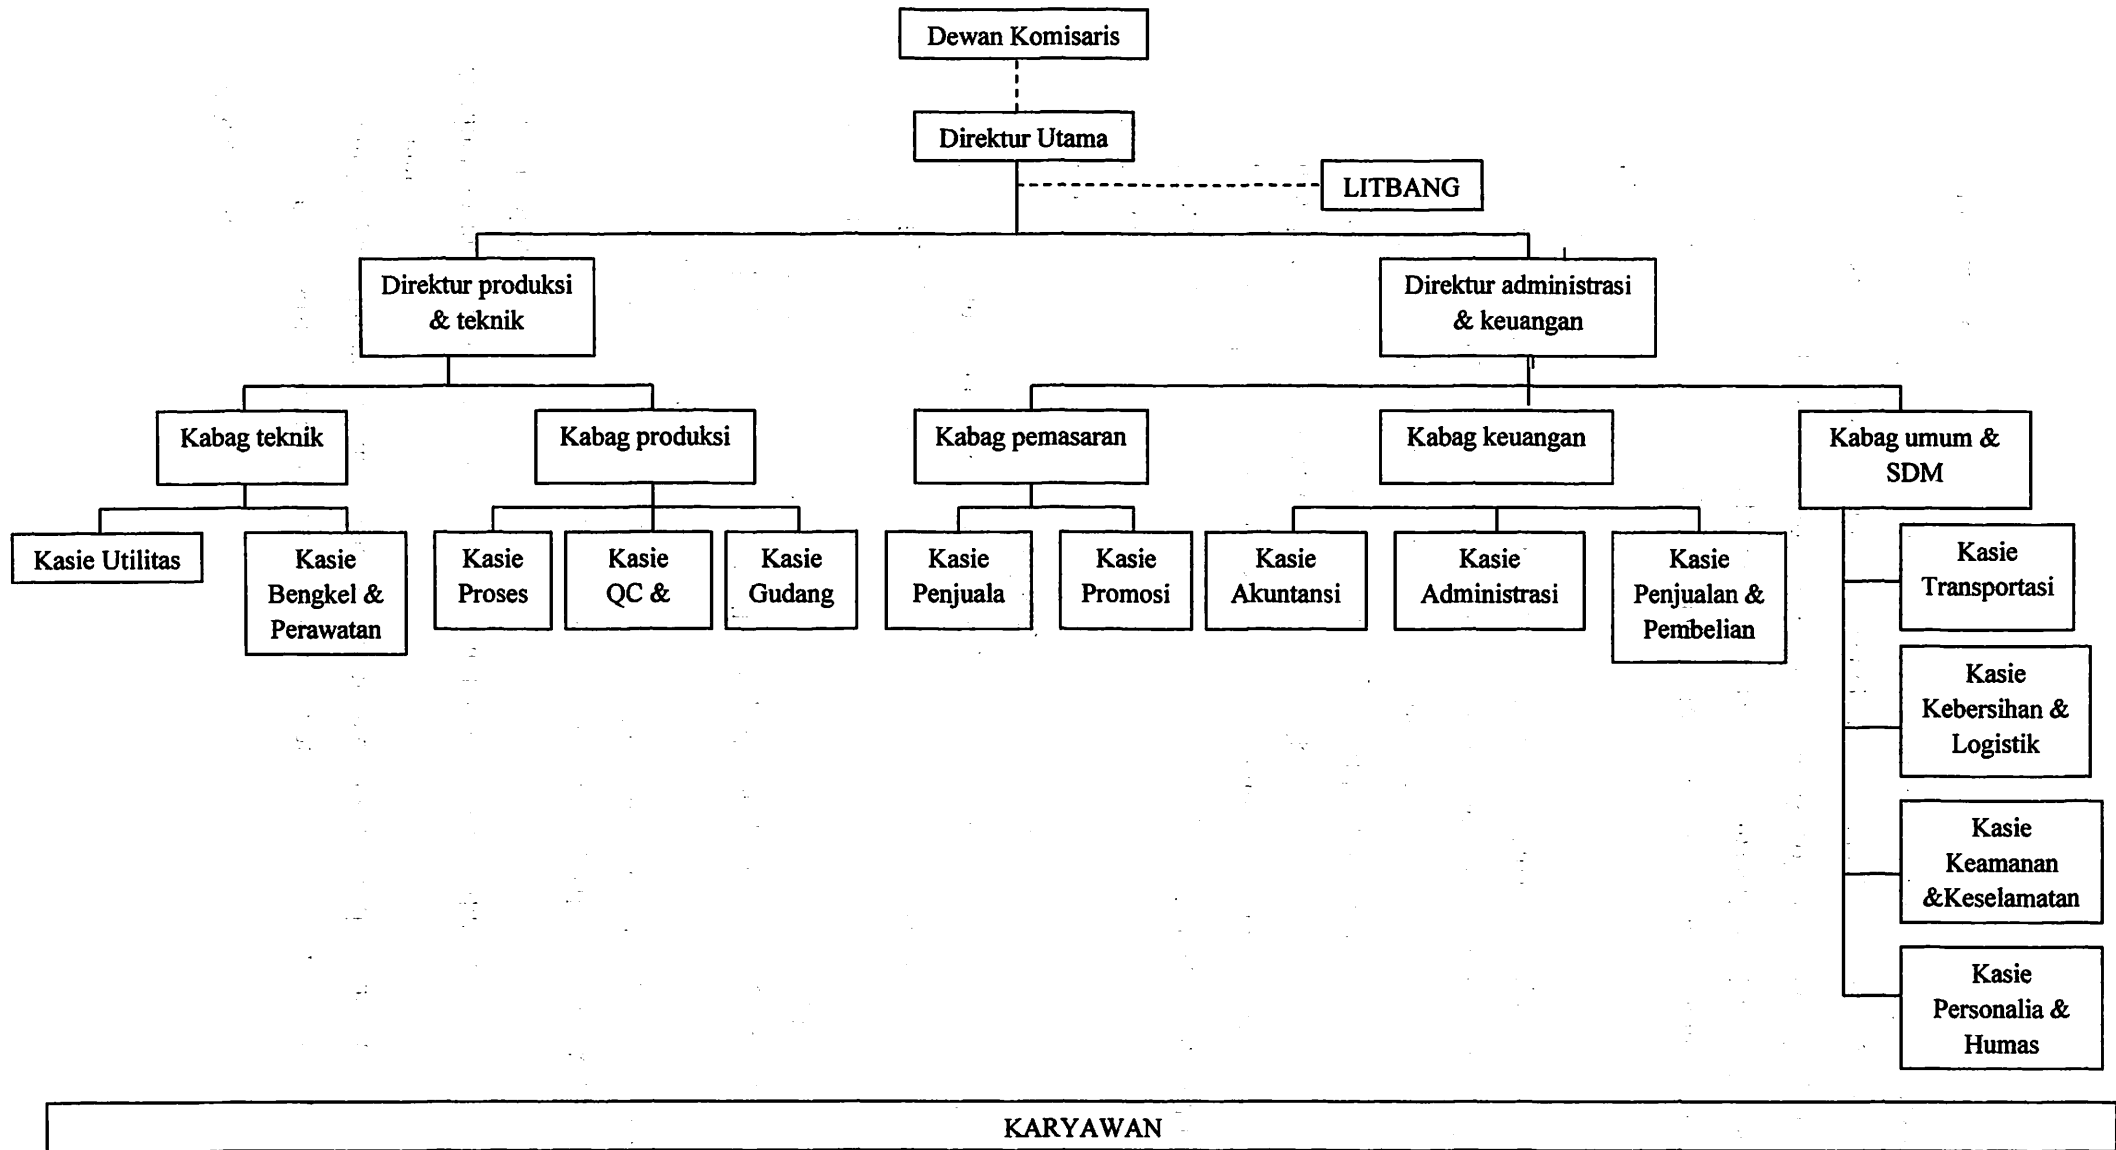 Dewan Komisaris
Direktur Utama
LITBANG
Direktur produksi
& teknik
Direktur administrasi
& keuangan
Kabag teknik
Kabag produksi
Kabag pemasaran
Kabag keuangan
Kabag umum &
SDM
Kasie Utilitas
Kasie
Bengkel &
Perawatan
Kasie
Proses
Kasie
QC &
Kasie
Gudang
Kasie
Penjuala
Kasie
Promosi
Kasie
Akuntansi
Kasie
Administrasi
Kasie
Penjualan &
Pembelian
Kasie
Transportasi
Kasie
Kebersihan &
Logistik
Kasie
Keamanan
&Keselamatan
Kasie
Personalia &
Humas
KARYAWAN